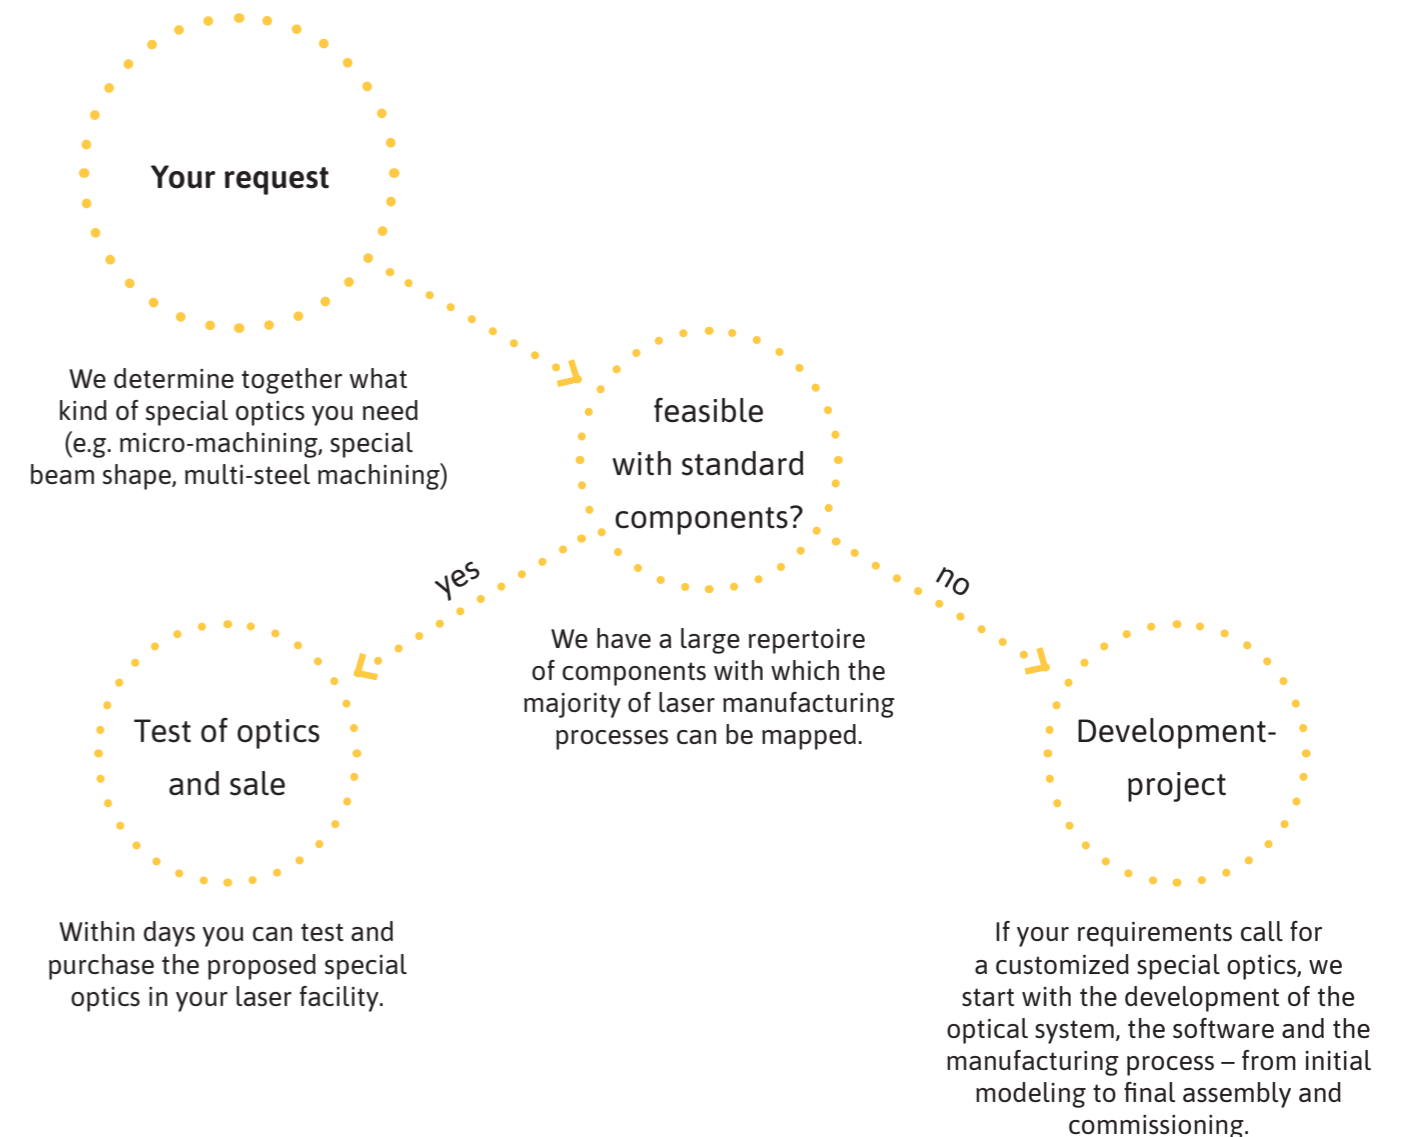 Your request
We determine together what
kind of special optics you need
(e.g. micro-machining, special
beam shape, multi-steel machining)
feasible
with standard
components?
yes
no
We have a large repertoire
of components with which the
majority of laser manufacturing
processes can be mapped.
Test of optics
and sale
Within days you can test and
purchase the proposed special
optics in your laser facility.
Development-
project
If your requirements call for
a customized special optics, we
start with the development of the
optical system, the software and the
manufacturing process – from initial
modeling to final assembly and
commissioning.